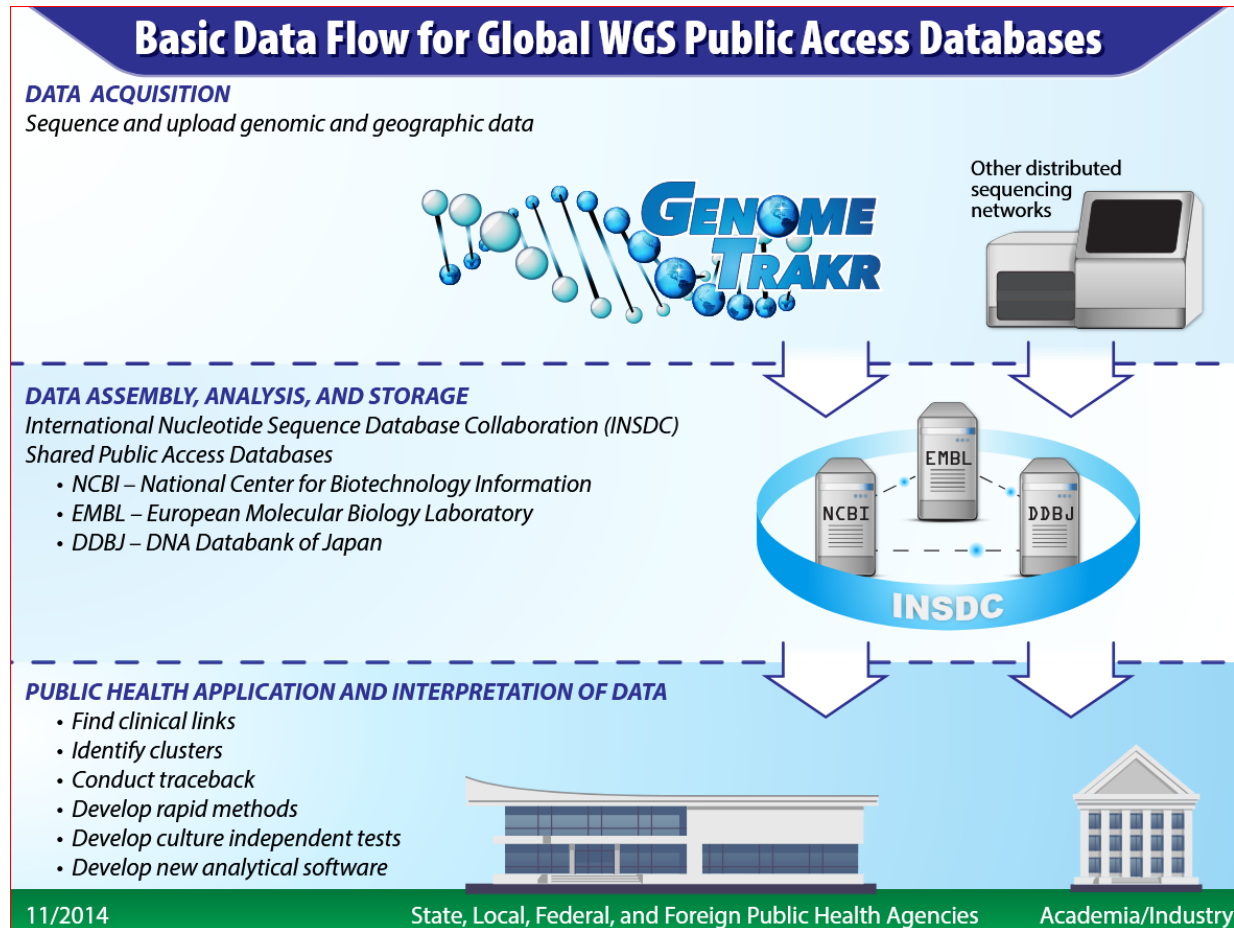 Basic Data Flow for Global WGS Public Access Databases
DATA ACQUISITION
Sequence and upload genomic and geographic data
GENOME
TRAKR
Other distributed
sequencing
networks
DATA ASSEMBLY, ANALYSIS, AND STORAGE
International Nucleotide Sequence Database Collaboration (INSDC)
Shared Public Access Databases
• NCBI – National Center for Biotechnology Information
• EMBL – European Molecular Biology Laboratory
• DDBJ – DNA Databank of Japan
EMBL
NCBI
DDBJ
INSDC
PUBLIC HEALTH APPLICATION AND INTERPRETATION OF DATA
• Find clinical links
• Identify clusters
• Conduct traceback
• Develop rapid methods
• Develop culture independent tests
• Develop new analytical software
11/2014
State, Local, Federal, and Foreign Public Health Agencies
Academia/Industry